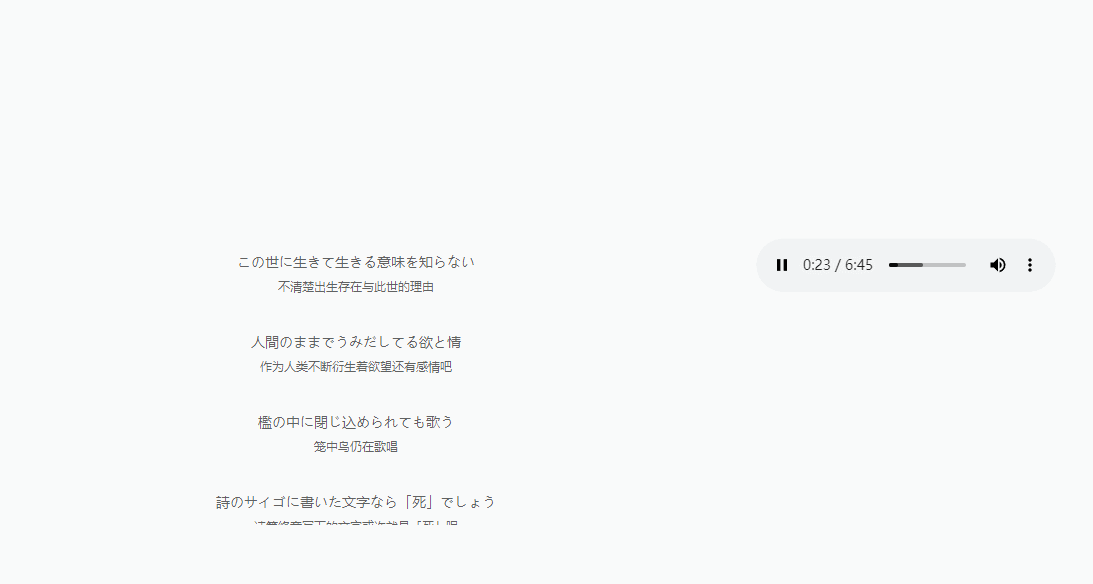 この世に生きて生きる意味を知らない
不清楚出生存在与此世的理由
0:23 / 6:45
人間のままでうみだしてる欲と情
作为人类不断衍生着欲望还有感情吧
檻の中に閉じ込められても歌う
笼中鸟仍在歌唱
詩のサイゴに書いた文字なら「死」でしょう